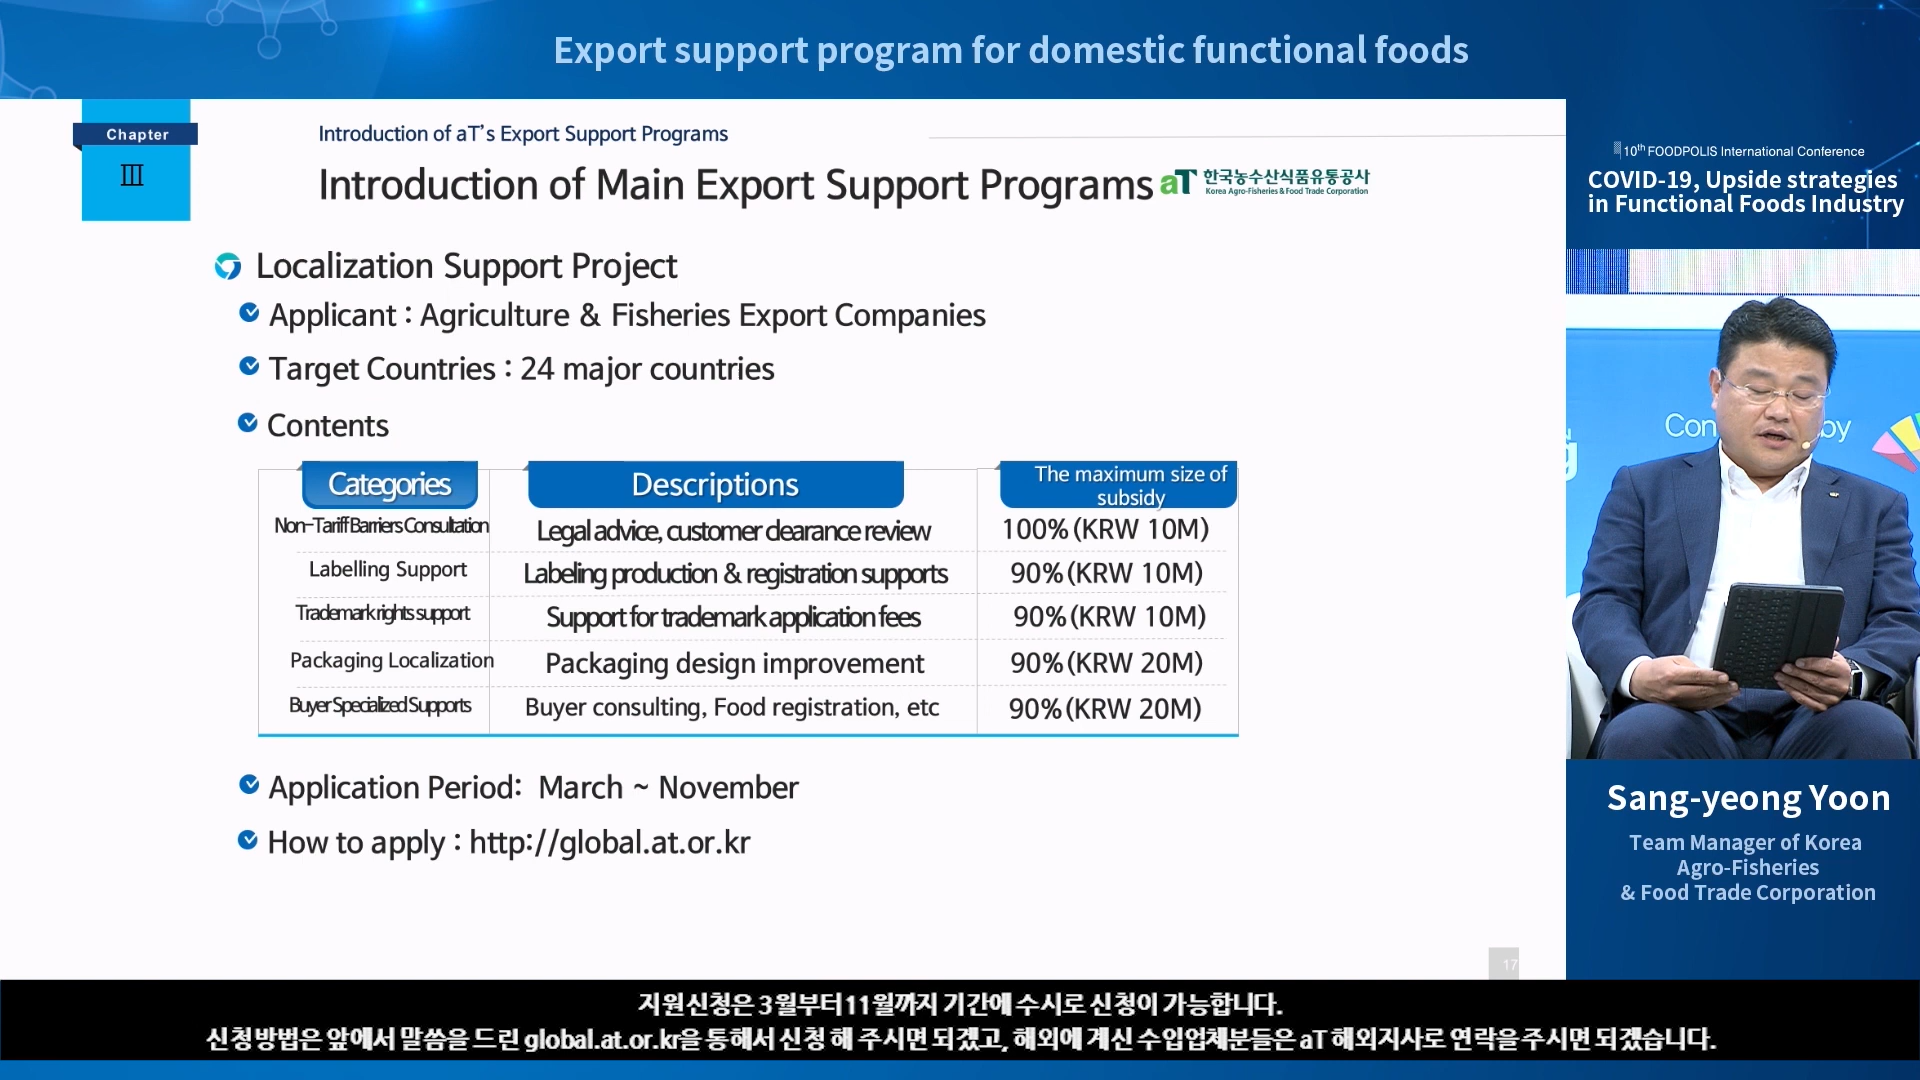 Export support program for domestic functional foods
Chapter
Ⅲ
Introduction of aT's Export Support Programs
Introduction of Main Export Support Programs
aT 한국농수산식품유통공사
Korea Agro-Fisheries & Food Trade Corporation
Localization Support Project
Applicant : Agriculture & Fisheries Export Companies
Target Countries : 24 major countries
Contents
Categories Descriptions The maximum size of
subsidy
Non-Tariff Barriers Consultation Legal advice, customer clearance review 100% (KRW 10M)
Labelling Support Labeling production & registration supports 90% (KRW 10M)
Trademark rights support Support for trademark application fees 90% (KRW 10M)
Packaging Localization Packaging design improvement 90% (KRW 20M)
Buyer Specialized Supports Buyer consulting, Food registration, etc 90% (KRW 20M)
Application Period: March ~ November
How to apply : http://global.at.or.kr
17
10th FOODPOLIS International Conference
COVID-19, Upside strategies
in Functional Foods Industry
Con by
Sang-yeong Yoon
Team Manager of Korea
Agro-Fisheries
& Food Trade Corporation
지원신청은 3월부터 11월까지 기간에 수시로 신청이 가능합니다.
신청방법은 앞에서 말씀을 드린 global.at.or.kr을 통해서 신청 해 주시면 되겠고, 해외에 계신 수입업체분들은 aT 해외지사로 연락을 주시면 되겠습니다.